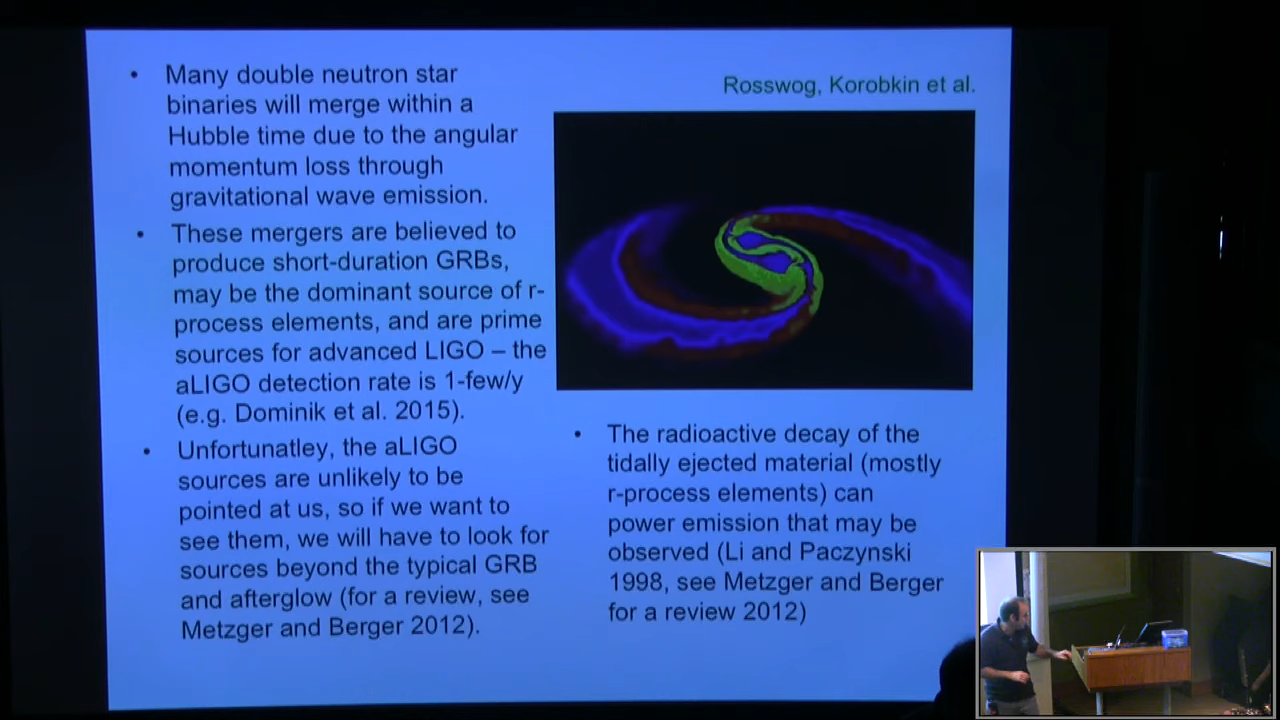 • Many double neutron star
binaries will merge within a
Hubble time due to the angular
momentum loss through
gravitational wave emission.
• These mergers are believed to
produce short-duration GRBs,
may be the dominant source of r-
process elements, and are prime
sources for advanced LIGO – the
aLIGO detection rate is 1-few/y
(e.g. Dominik et al. 2015).
• Unfortunatley, the aLIGO
sources are unlikely to be
pointed at us, so if we want to
see them, we will have to look for
sources beyond the typical GRB
and afterglow (for a review, see
Metzger and Berger 2012).
Rosswog, Korobkin et al.
• The radioactive decay of the
tidally ejected material (mostly
r-process elements) can
power emission that may be
observed (Li and Paczynski
1998, see Metzger and Berger
for a review 2012)